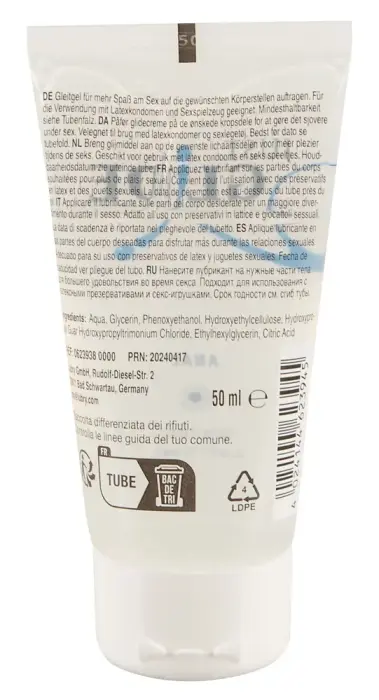 50
DE Gleitgel für mehr Spaß am Sex auf die gewünschten Körperstellen auftragen. Für
die Verwendung mit Latexkondomen und Sexspielzeug geeignet. Mindesthaltbarkeit
siehe Tubenfalz. DA Påfør glidecreme på de ønskede kropsdele for at gøre det sjovere
under sex. Velegnet til brug med latexkondomer og sexlegetøj. Bedst før dato se
tubefold. NL Breng glijmiddel aan op de gewenste lichaamsdelen voor meer plezier
tijdens de seks. Geschikt voor gebruik met latex condooms en seks speeltjes. Houd-
baarheidsdatum zie uiteinde tube. FR Appliquez le lubrifiant sur les parties du corps
souhaitées pour plus de plaisir sexuel. Convient pour l'utilisation avec des préservatifs
en latex et des jouets sexuels. La date de péremption est au-dessus du tube près du
pli IT Applicare il lubrificante sulle parti del corpo desiderate per un maggiore diver-
timento durante il sesso. Adatto all'uso con preservativi in lattice e giocattoli sessuali.
La data di scadenza è riportata nel
del tubetto. ES Aplique lubricante en
las partes del cuerpo deseadas para disfrutar más durante las relaciones sexuales
Adecuado para su uso con preservativos de látex y juguetes sexuales. Fecha de
caducidad ver pliegue del tubo. RU Нанесите лубрикант на нужные части тела
для большего удовольствия во время секса. Подходит для использования с
латексными презервативами и секс-игрушками. Срок годности см. сгиб тубы.
Ingredients: Aqua, Glycerin, Phenoxyethanol, Hydroxyethylcellulose, Hydroxypropyl
Guar Hydroxypropyltrimonium Chloride, Ethylhexylglycerin, Citric Acid
REF: 0623938 0000 PRN: 20240417
GmbH, Rudolf-Diesel-Str. 2
Bad Schwartau, Germany
50 ml ℮
Raccolta differenziata dei rifiuti.
Controlla le linee guida del tuo comune.
FR
TUBE
BAC
DE
TRI
4
LDPE
4 024144 623945